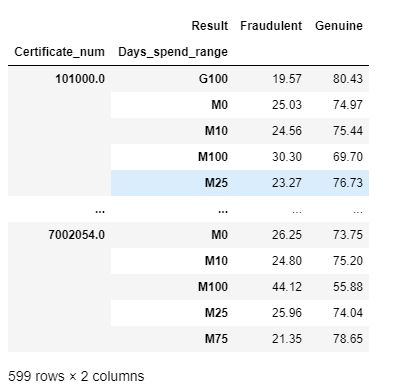 Result Fraudulent Genuine
Certificate_num Days_spend_range
101000.0 G100 19.57 80.43
M0 25.03 74.97
M10 24.56 75.44
M100 30.30 69.70
M25 23.27 76.73
... ... ... ...
7002054.0 M0 26.25 73.75
M10 24.80 75.20
M100 44.12 55.88
M25 25.96 74.04
M75 21.35 78.65
599 rows × 2 columns